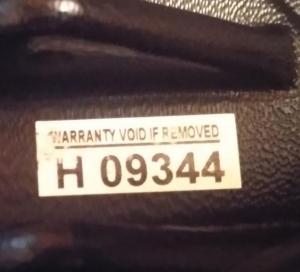 WARRANTY VOID IF REMOVED
H 09344